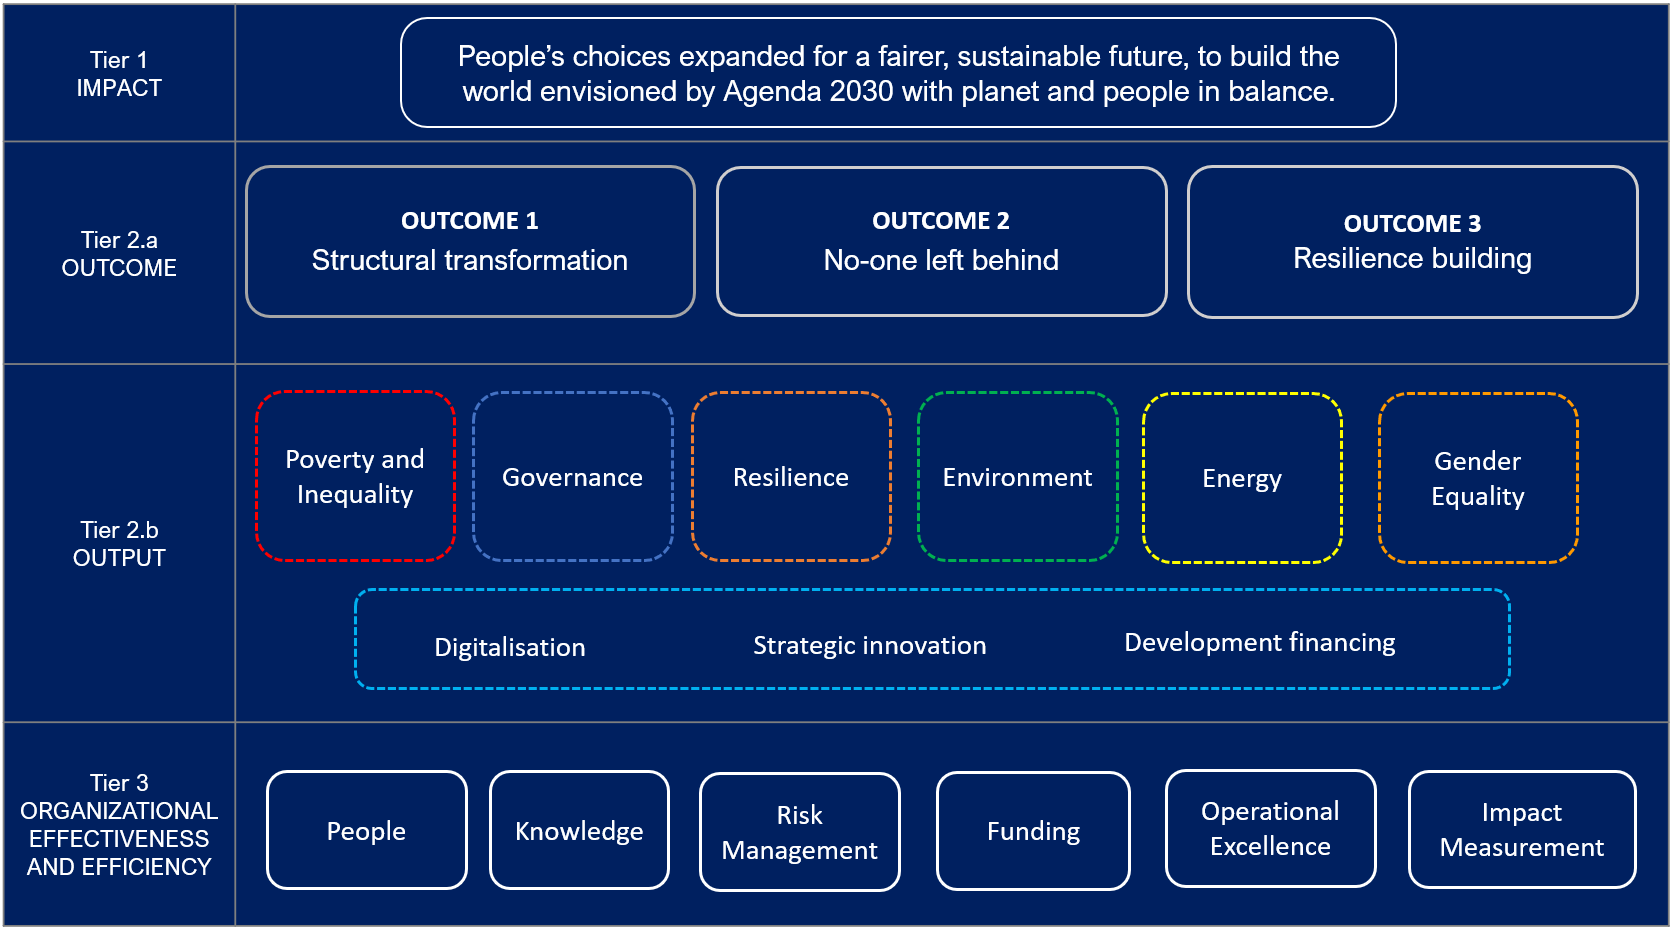 Tier 1
IMPACT
People’s choices expanded for a fairer, sustainable future, to build the
world envisioned by Agenda 2030 with planet and people in balance.
Tier 2.a
OUTCOME
OUTCOME 1
Structural transformation
OUTCOME 2
No-one left behind
OUTCOME 3
Resilience building
Tier 2.b
OUTPUT
Poverty and
Inequality
Governance
Resilience
Environment
Energy
Gender
Equality
Digitalisation
Strategic innovation
Development financing
Tier 3
ORGANIZATIONAL
EFFECTIVENESS
AND EFFICIENCY
People
Knowledge
Risk
Management
Funding
Operational
Excellence
Impact
Measurement